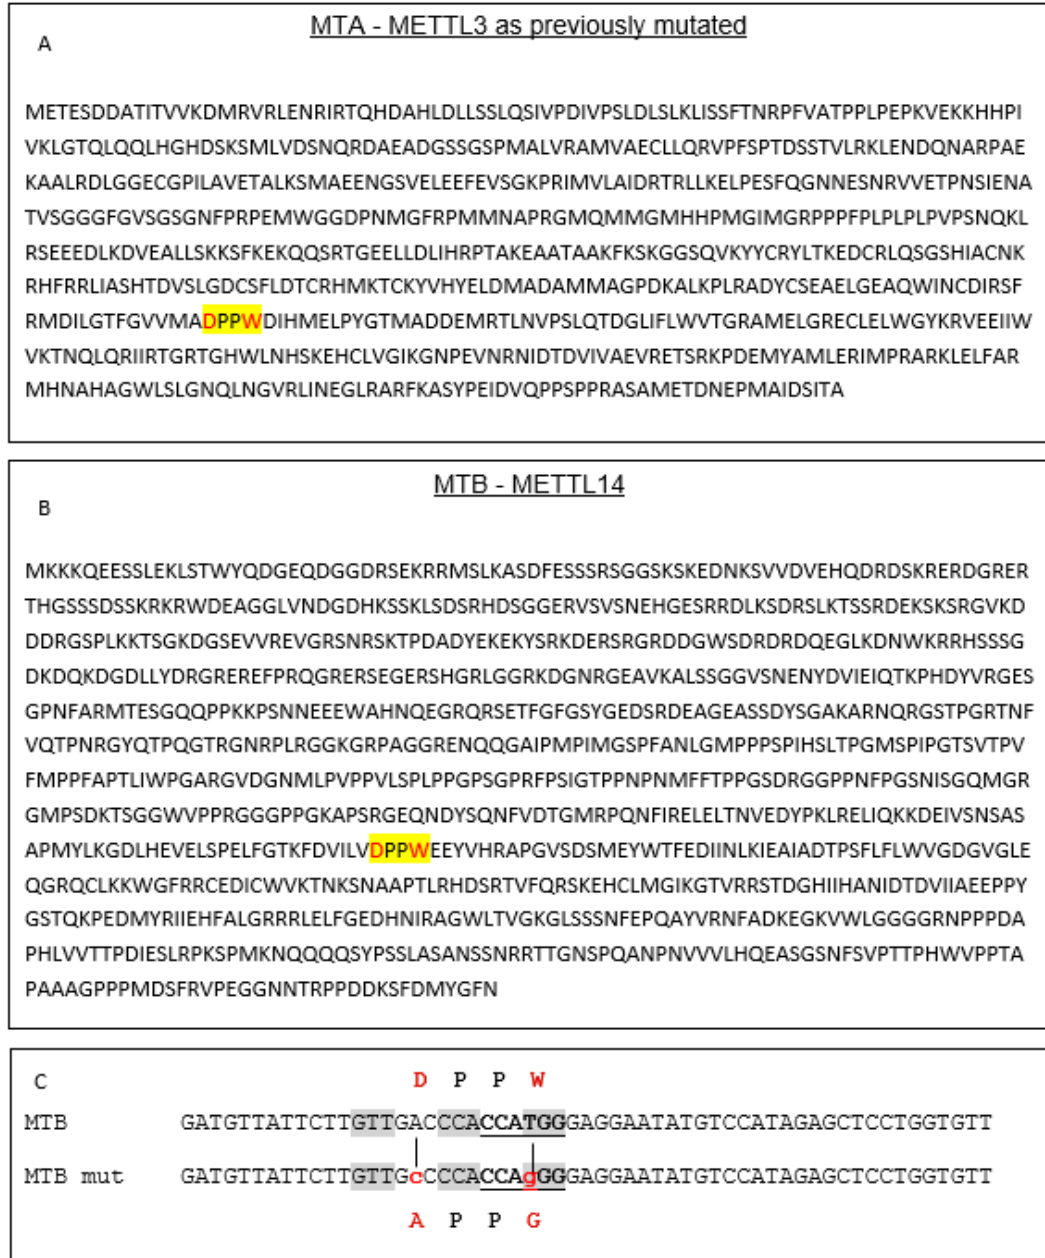 MTA - METTL3 as previously mutated
A
METESDDATITVVKDMRVRLENRIRTQHDAHLDLLSSLQSIVPDIVPSLDLSLKLISSFTNRPFVATPPLPEPKVEKKHHPI
VKLGTQLQQLHGHDSKSMLVDSNQRDAEADGSSGSPMALVRAMVAECLLQRVPFSPTDSSTVLRKLENDQNARPAE
KAALRDLGGECGPILAVETALKSMAEENGSVELEEFEVSGKPRIMVLAIDRTRLLKELPESFQGNNESNRVVETPNSIENA
TVSGGGFGVSGSGNFPRPEMWGGDPNMGFRPMMNAPRGMQMMGMHHPMGIMGRPPPFPLPLPLPVPSNQKL
RSEEEDLKDVEALLSKKSFKEKQQSRTGEELLDLIHRPTAKEAATAAKFKSKGGSQVKYYCRYLTKEDCRLQSGSHIACNK
RHFRRLIASHTDVSLGDCSFLDTCRHMKTCKYVHYELDMADAMMAGPDKALKPLRADYCSEAELGEAQWINCDIRSF
RMDILGTFGVVMADPPWDIHMELPYGTMADDEMRTLNVPSLQTDGLIFLWVTGRAMELGRECLELWGYKRVEEIIW
VKTNQLQRIIRTGRTGHWLNHSKEHCLVGIKGNPEVNRNIDTDVIVAEVRETSRKPDEMYAMLERIMPRARKLELFAR
MHNAHAGWLSLGNQLNGVRLINEGLRARFKASYPEIDVQPPSPPRASAMETDNEPMAIDSITA
MTB - METTL14
B
MKKKQEESSLEKLSTWYQDGEQDGGDRSEKRRMSLKASDFESSSRSGGSKSKEDNKSVVDVEHQDRDSKRERDGRER
THGSSSDSSKRKRWDEAGGLVNDGDHKSSKLSDSRHDSGGERVSVSNEHGESRRDLKSDRSLKTSSRDEKSKSRGVKD
DDRGSPLKKTSGKDGSEVVREVGRSNRSKTPDADYEKEKYSRKDERSRGRDDGWSDRDRDQEGLKDNWKRRHSSSG
DKDQKDGDLLYDRGREREFPRQGRERSEGERSHGRLGGRKDGNRGEAVKALSSGGVSNENYDVIEIQTKPHDYVRGES
GPNFARMTESGQQPPKKPSNNEEEWAHNQEGRQRSETFGFGSYGEDSRDEAGEASSDYSGAKARNQRGSTPGRTNF
VQTPNRGYQTPQGTRGNRPLRGGKGRPAGGRENQQGAIPMPIMGSPFANLGMPPPSPIHSLTPGMSPIPGTSVTPV
FMPPFAPTLIWPGARGVDGNMLPVPPVLSPLPPGPSGPRFPSIGTPPNPNMFFTPPGSDRGGPPNFPGSNISGQMGR
GMPSDKTSGGWVPPRGGGPPGKAPSRGEQNDYSQNFVDTGMRPQNFIRELELTNVEDYPKLRELIQKKDEIVSNSAS
APMYLKGDLHEVELSPELFGTKFDVILVDPPWEEYVHRAPGVSDSMEYWTFEDIINLKIEAIADTPSFLFLWVGDGVGLE
QGRQCLKKWGFRRCEDICWVKTNKSNAAPTLRHDSRTVFQRSKEHCLMGIKGTVRRSTDGHIIHANIDTDVIIAEEPPY
GSTQKPEDMYRIIEHFALGRRRLELFGEDHNIRAGWLTVGKGLSSSNFEPQAYVRNFADKEGKVWLGGGGRNPPPDA
PHLVVTTPDIESLRPKSPMKNQQQQSYPSSLASANSSNRRTTGNSPQANPNVVVLHQEASGSNFSVPTTPHWVPPTA
PAAAGPPPMDSFRVPEGGNNTRPPDDKSFDMYGFN
C
D P P W
MTB GATGTTATTCTTGTTGACCCACCATGGGAGGAATATGTCCATAGAGCTCCTGGTGTT
MTB mut GATGTTATTCTTGTTGcCCCACCAgGGGAGGAATATGTCCATAGAGCTCCTGGTGTT
A P P G